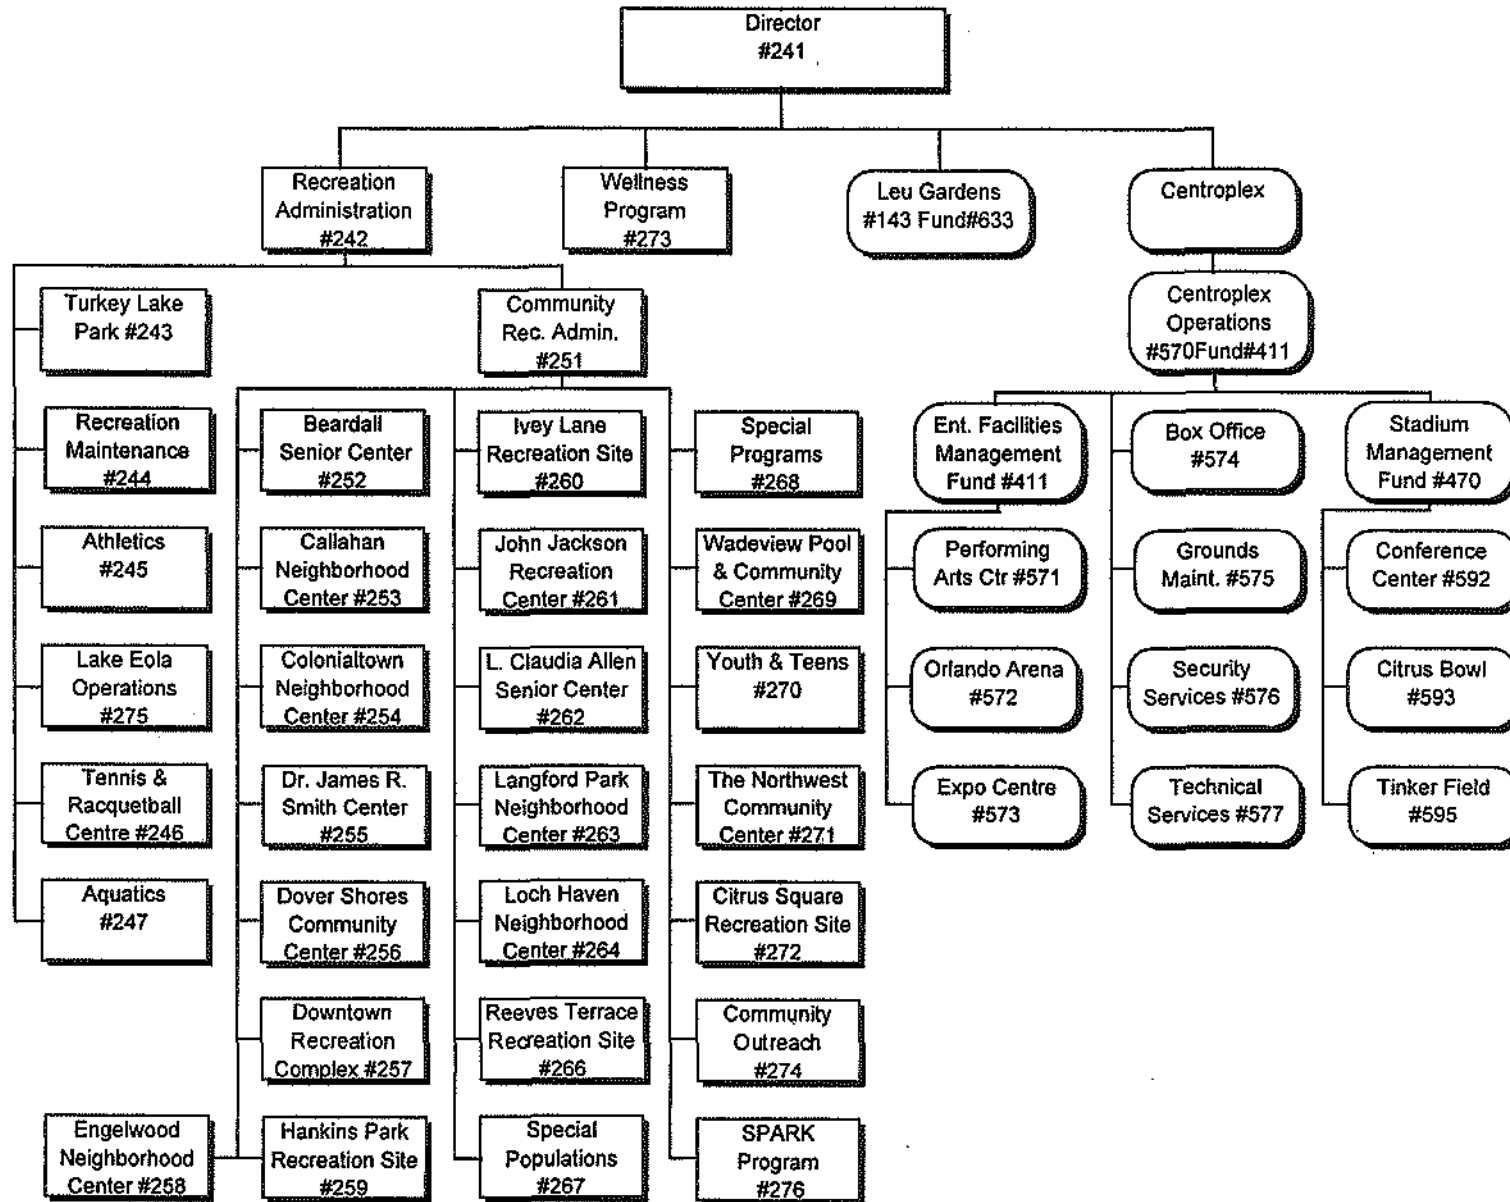 Director
#241
Recreation
Administration
#242
Wellness
Program
#273
Leu Gardens
#143 Fund#633
Centroplex
Turkey Lake
Park #243
Community
Rec. Admin.
#251
Centroplex
Operations
#570Fund#411
Recreation
Maintenance
#244
Beardall
Senior Center
#252
Ivey Lane
Recreation Site
#260
Special
Programs
#268
Ent. Facilities
Management
Fund #411
Box Office
#574
Stadium
Management
Fund #470
Athletics
#245
Callahan
Neighborhood
Center #253
John Jackson
Recreation
Center #261
Wadeview Pool
& Community
Center #269
Performing
Arts Ctr #571
Grounds
Maint. #575
Conference
Center #592
Lake Eola
Operations
#275
Colonialtown
Neighborhood
Center #254
L. Claudia Allen
Senior Center
#262
Youth & Teens
#270
Orlando Arena
#572
Security
Services #576
Citrus Bowl
#593
Tennis &
Racquetball
Centre #246
Dr. James R.
Smith Center
#255
Langford Park
Neighborhood
Center #263
The Northwest
Community
Center #271
Expo Centre
#573
Technical
Services #577
Tinker Field
#595
Aquatics
#247
Dover Shores
Community
Center #256
Loch Haven
Neighborhood
Center #264
Citrus Square
Recreation Site
#272
Downtown
Recreation
Complex #257
Reeves Terrace
Recreation Site
#266
Community
Outreach
#274
Engelwood
Neighborhood
Center #258
Hankins Park
Recreation Site
#259
Special
Populations
#267
SPARK
Program
#276